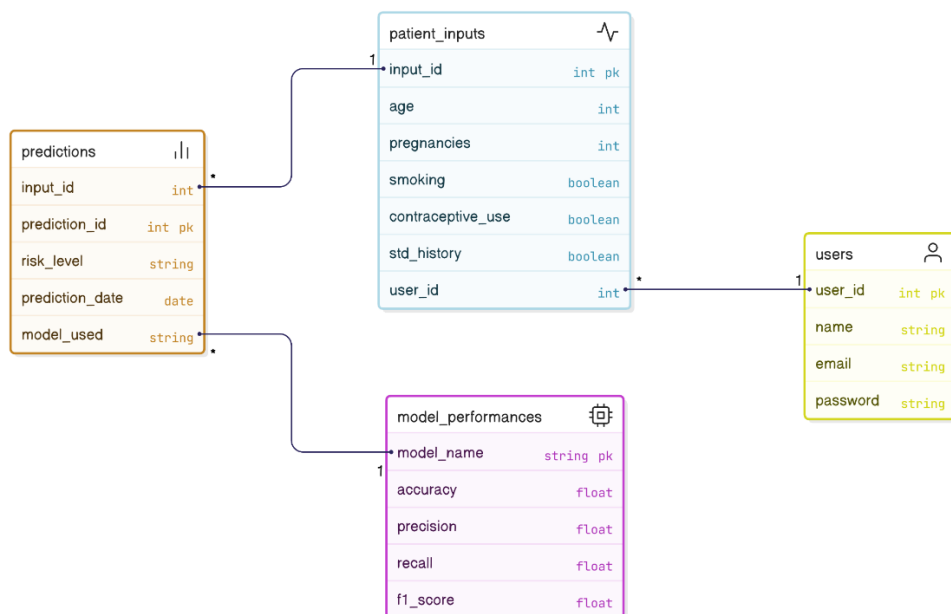 patient_inputs
1
input_id int pk
age int
pregnancies int
smoking boolean
contraceptive_use boolean
std_history boolean
user_id int
*
predictions
input_id int
*
prediction_id int pk
risk_level string
prediction_date date
model_used string
*
users
1
user_id int pk
name string
email string
password string
model_performances
1
model_name string pk
accuracy float
precision float
recall float
f1_score float